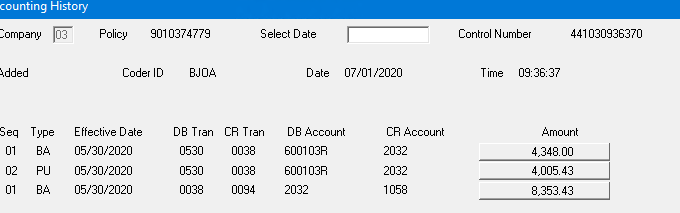 counting History
Company 03 Policy 9010374779 Select Date Control Number 441030936370
Added Coder ID BJOA Date 07/01/2020 Time 09:36:37
Seq Type Effective Date DB Tran CR Tran DB Account CR Account Amount
01 BA 05/30/2020 0530 0038 600103R 2032 4,348.00
02 PU 05/30/2020 0530 0038 600103R 2032 4,005.43
01 BA 05/30/2020 0038 0094 2032 1058 8,353.43